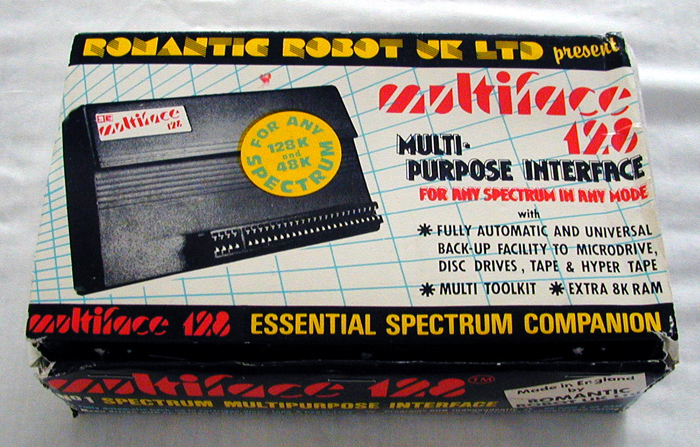 ROMANTIC ROBOT UK LTD present
multiface
128
multiface
128
S FOR ANY
128K
and
48K
SPECTRUM
MULTI-
PURPOSE INTERFACE
FOR ANY SPECTRUM IN ANY MODE
with
* FULLY AUTOMATIC AND UNIVERSAL
BACK-UP FACILITY TO MICRODRIVE,
DISC DRIVES, TAPE & HYPER TAPE
* MULTI TOOLKIT * EXTRA 8K RAM
multiface 128 ESSENTIAL SPECTRUM COMPANION
multiface 128 TM
1 SPECTRUM MULTIPURPOSE INTERFACE
Made in England
by
ROMANTIC